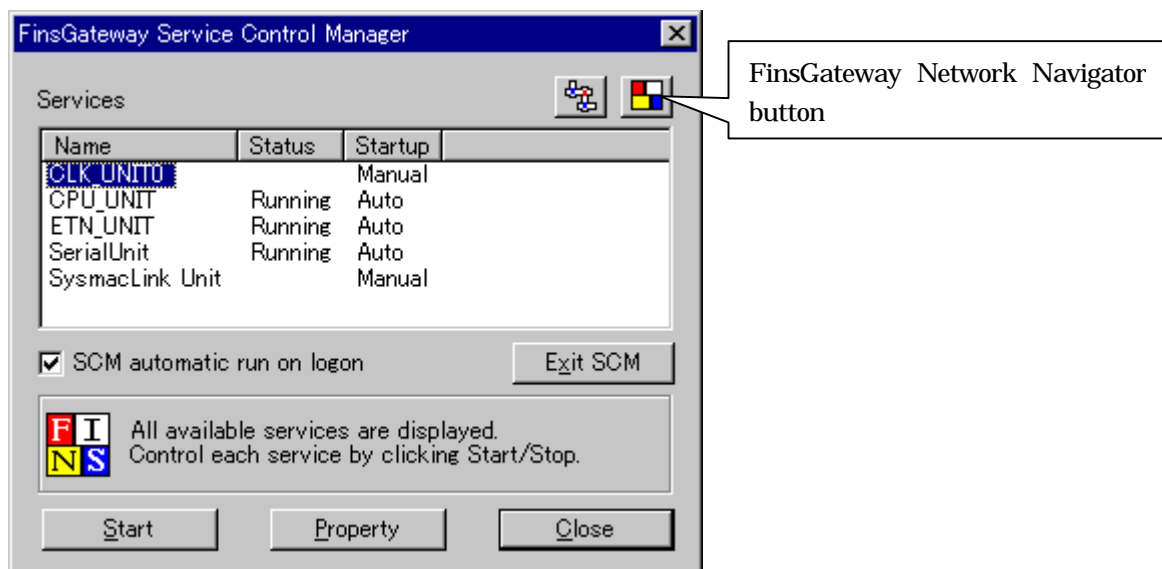 FinsGateway Service Control Manager
FinsGateway Network Navigator
button
Services
Name Status Startup
CLK_UNIT0 Manual
CPU_UNIT Running Auto
ETN_UNIT Running Auto
SerialUnit Running Auto
SysmacLink Unit Manual
SCM automatic run on logon
Exit SCM
F I
N S
All available services are displayed.
Control each service by clicking Start/Stop.
Start Property Close